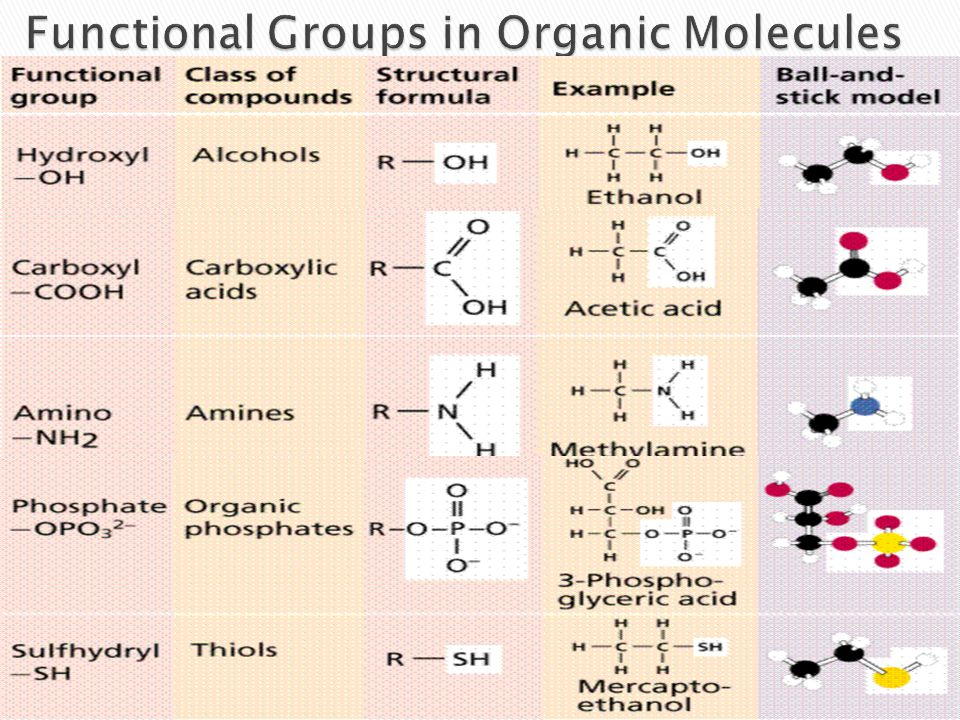 Functional Groups in Organic Molecules
Functional group
Class of compounds
Structural formula
Example
Ball-and-stick model
Hydroxyl
—OH
Alcohols
R — OH
H H
H — C — C — OH
H H
Ethanol
Carboxyl
—COOH
Carboxylic acids
O
R — C
OH
H O
H — C — C
H OH
Acetic acid
Amino
—NH2
Amines
H
R — N
H
H H
H — C — N
H H
Methylamine
Phosphate
—OPO₃²⁻
Organic phosphates
O
R—O—P—O⁻
O⁻
HO O
C
H — C — OH O
H — C — O — P — O⁻
H O⁻
3-Phospho-
glyceric acid
Sulfhydryl
—SH
Thiols
R — SH
H H
H — C — C — SH
H H
Mercapto-
ethanol